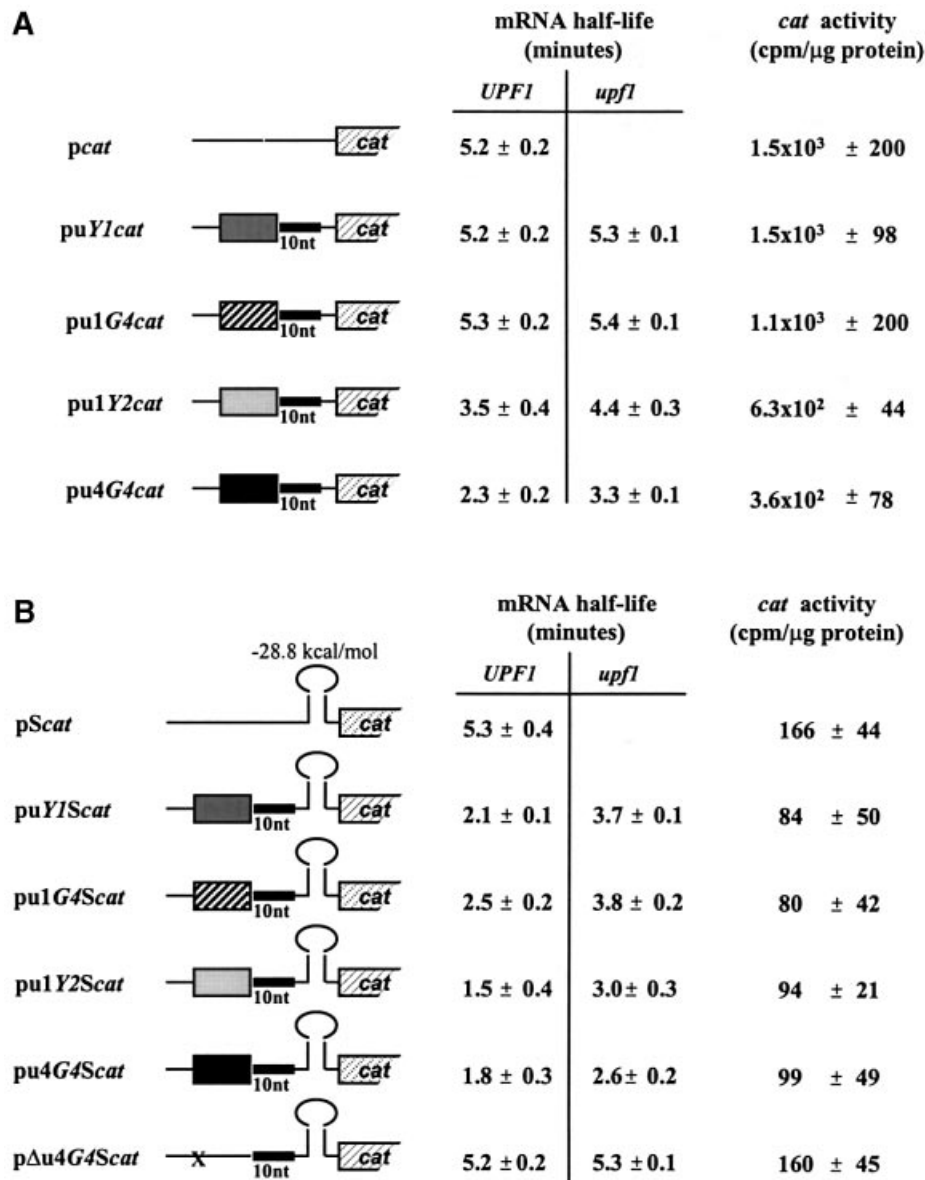 A
mRNA half-life
(minutes)
cat activity
(cpm/μg protein)
UPF1 upf1
pcat cat 5.2 ± 0.2 1.5x10³ ± 200
puY1cat 10nt cat 5.2 ± 0.2 5.3 ± 0.1 1.5x10³ ± 98
pu1G4cat 10nt cat 5.3 ± 0.2 5.4 ± 0.1 1.1x10³ ± 200
pu1Y2cat 10nt cat 3.5 ± 0.4 4.4 ± 0.3 6.3x10² ± 44
pu4G4cat 10nt cat 2.3 ± 0.2 3.3 ± 0.1 3.6x10² ± 78
B
mRNA half-life
(minutes)
cat activity
(cpm/μg protein)
-28.8 kcal/mol
UPF1 upf1
pScat cat 5.3 ± 0.4 166 ± 44
puY1Scat 10nt cat 2.1 ± 0.1 3.7 ± 0.1 84 ± 50
pu1G4Scat 10nt cat 2.5 ± 0.2 3.8 ± 0.2 80 ± 42
pu1Y2Scat 10nt cat 1.5 ± 0.4 3.0 ± 0.3 94 ± 21
pu4G4Scat 10nt cat 1.8 ± 0.3 2.6 ± 0.2 99 ± 49
pΔu4G4Scat X 10nt cat 5.2 ± 0.2 5.3 ± 0.1 160 ± 45